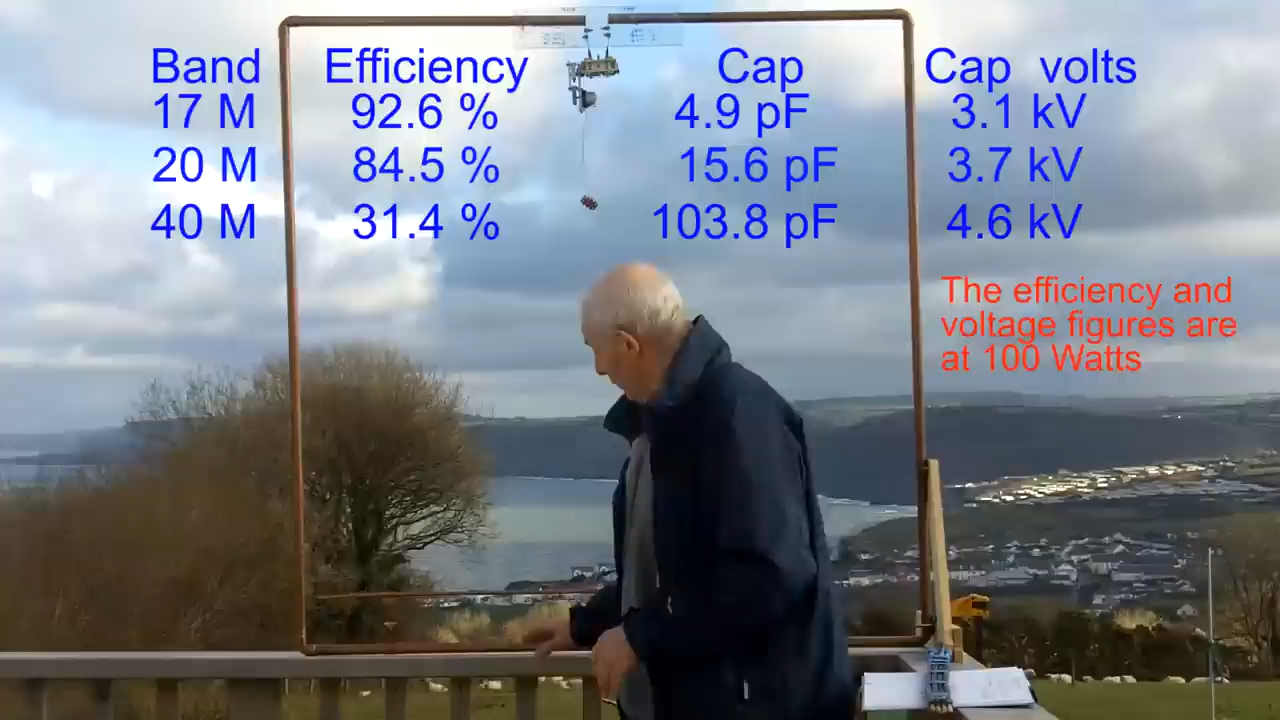 Band Efficiency Cap Cap volts
17 M 92.6 % 4.9 pF 3.1 kV
20 M 84.5 % 15.6 pF 3.7 kV
40 M 31.4 % 103.8 pF 4.6 kV
The efficiency and
voltage figures are
at 100 Watts